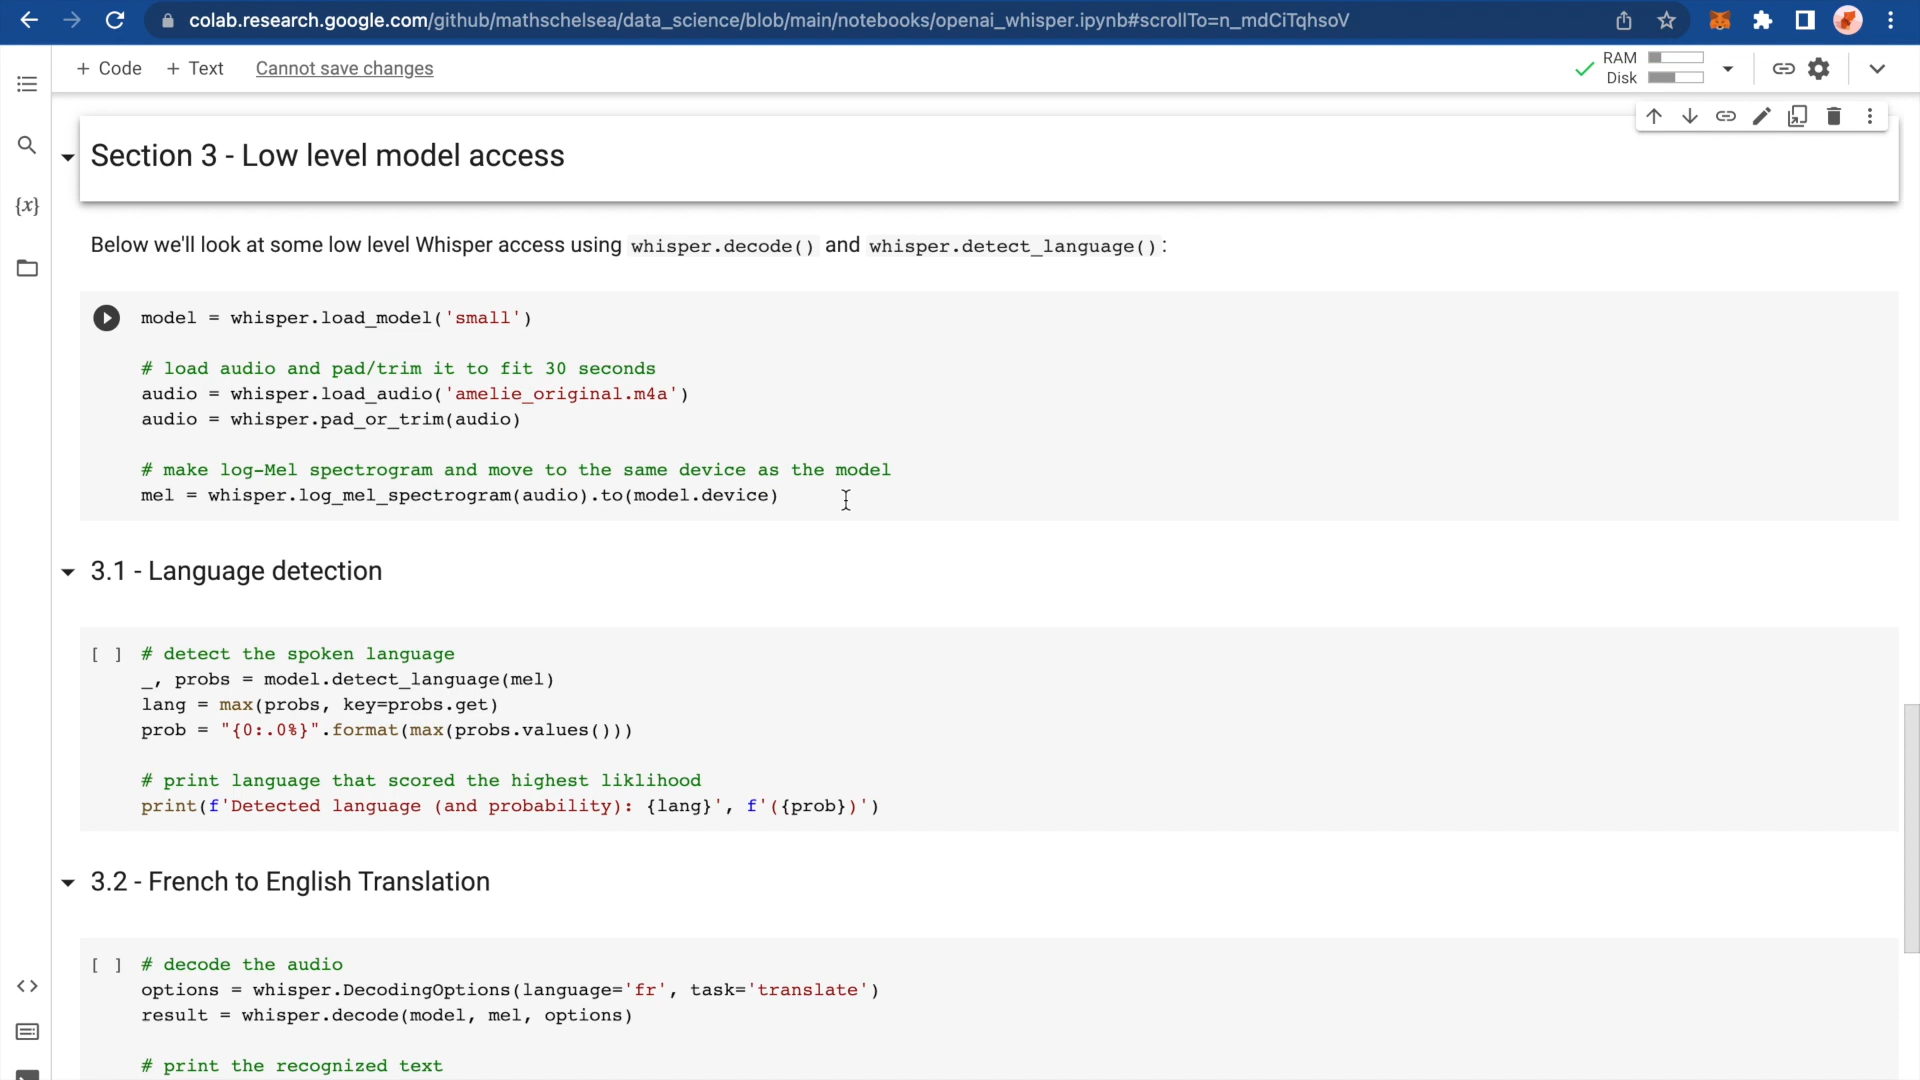 colab.research.google.com/github/mathschelsea/data_science/blob/main/notebooks/openai_whisper.ipynb#scrollTo=n_mdCiTqhsoV
+ Code + Text Cannot save changes
RAM
Disk
Section 3 - Low level model access
{x}
Below we'll look at some low level Whisper access using whisper.decode() and whisper.detect_language():
model = whisper.load_model('small')
# load audio and pad/trim it to fit 30 seconds
audio = whisper.load_audio('amelie_original.m4a')
audio = whisper.pad_or_trim(audio)
# make log-Mel spectrogram and move to the same device as the model
mel = whisper.log_mel_spectrogram(audio).to(model.device)
3.1 - Language detection
[ ] # detect the spoken language
_, probs = model.detect_language(mel)
lang = max(probs, key=probs.get)
prob = "{0:.0%}".format(max(probs.values()))
# print language that scored the highest liklihood
print(f'Detected language (and probability): {lang}', f'({prob})')
3.2 - French to English Translation
[ ] # decode the audio
options = whisper.DecodingOptions(language='fr', task='translate')
result = whisper.decode(model, mel, options)
# print the recognized text